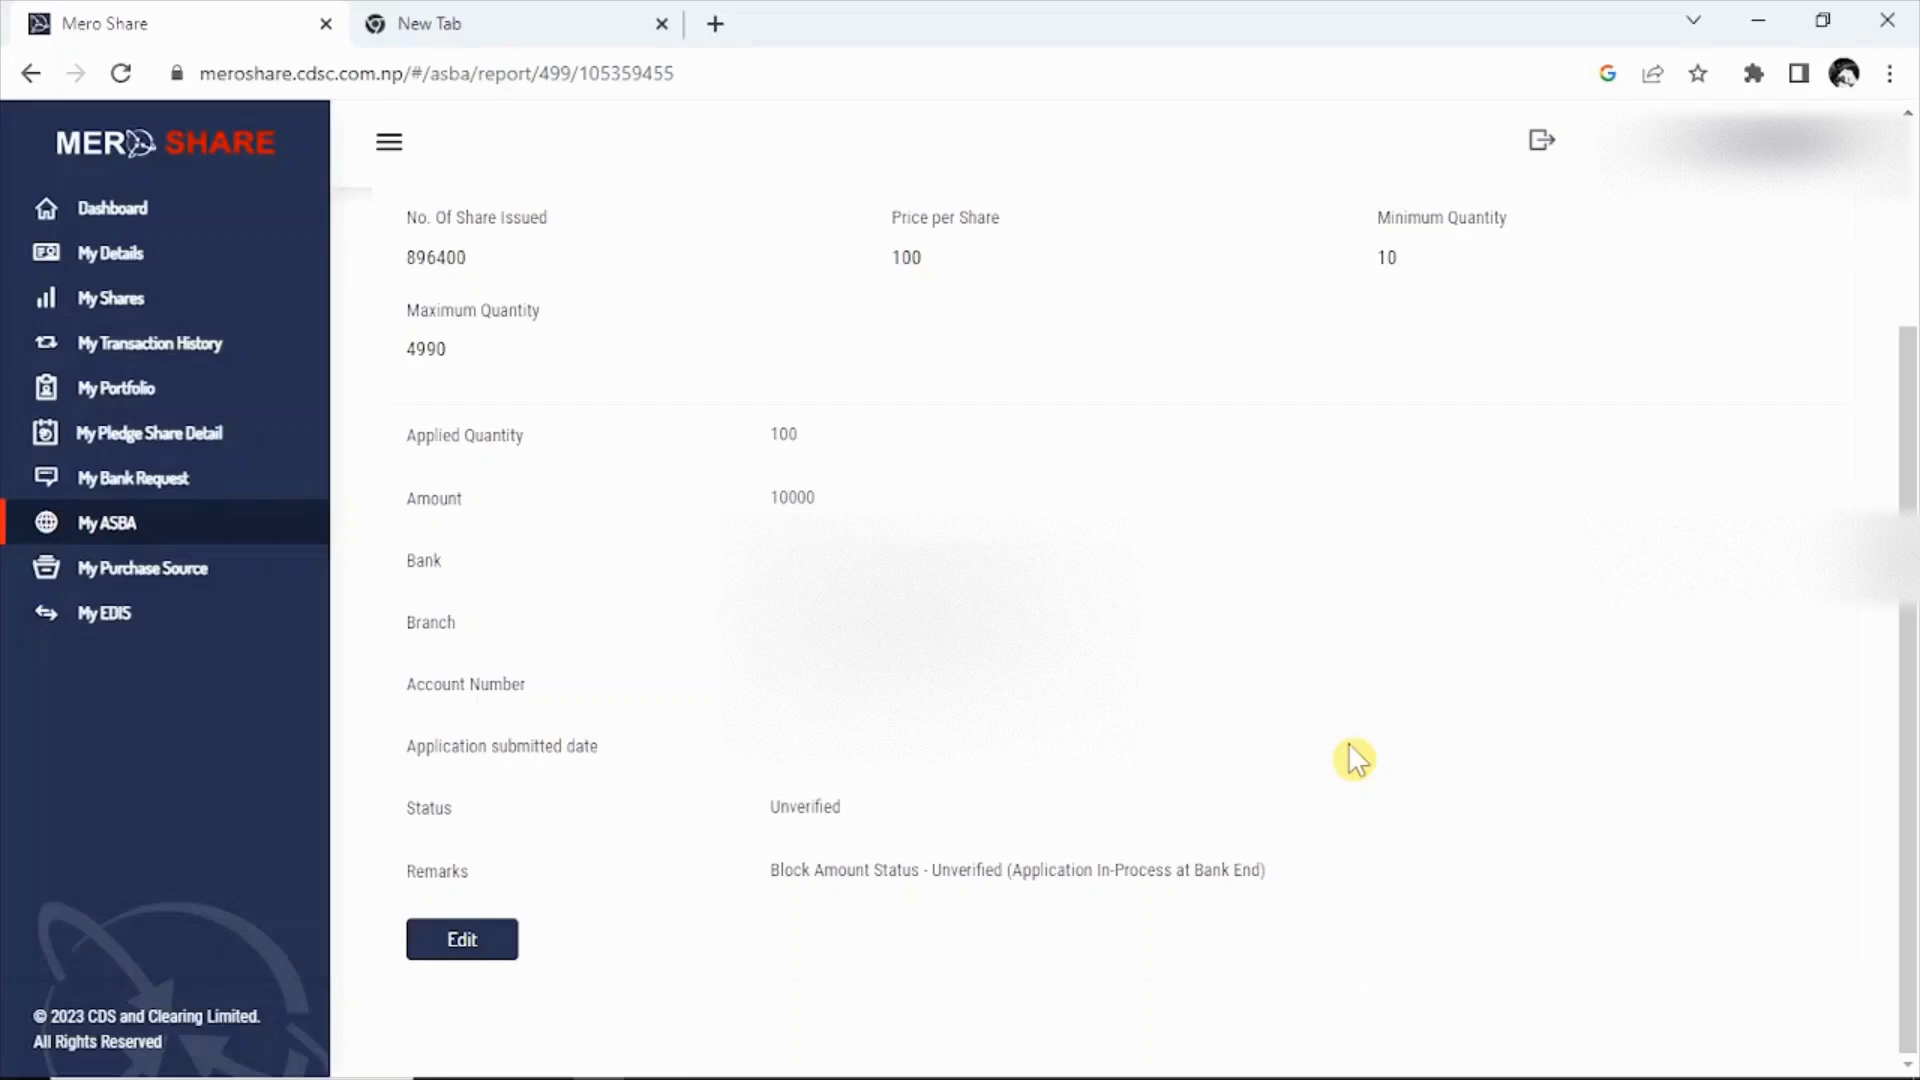 Mero Share
New Tab
meroshare.cdsc.com.np/#/asba/report/499/105359455
MERO SHARE
Dashboard
My Details
My Shares
My Transaction History
My Portfolio
My Pledge Share Detail
My Bank Request
My ASBA
My Purchase Source
My EDIS
© 2023 CDS and Clearing Limited.
All Rights Reserved
No. Of Share Issued
896400
Price per Share
100
Minimum Quantity
10
Maximum Quantity
4990
Applied Quantity 100
Amount 10000
Bank
Branch
Account Number
Application submitted date
Status Unverified
Remarks Block Amount Status - Unverified (Application In-Process at Bank End)
Edit